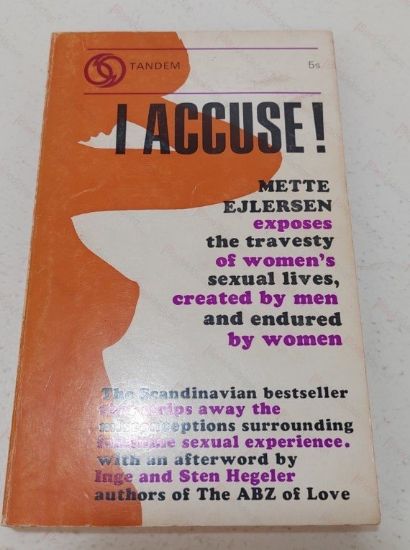 TANDEM 5s
I ACCUSE!
METTE
EJLERSEN
exposes
the travesty
of women's
sexual lives,
created by men
and endured
by women
The Scandinavian bestseller
that strips away the
misconceptions surrounding
feminine sexual experience.
with an afterword by
Inge and Sten Hegeler
authors of The ABZ of Love